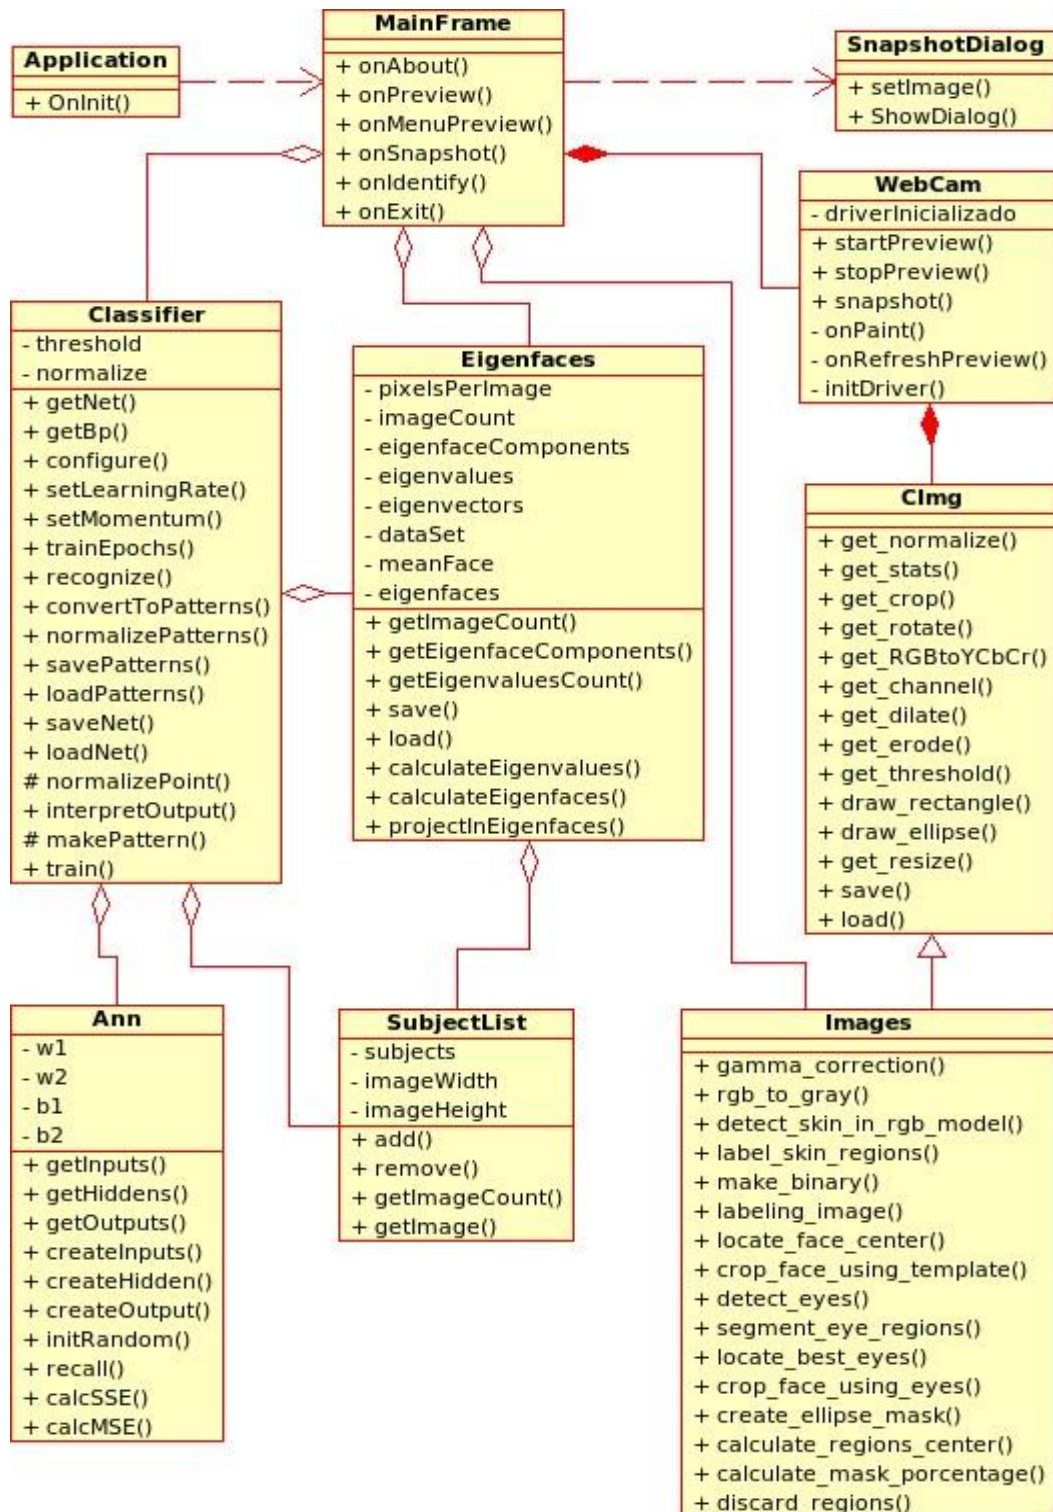 Application
+ OnInit()
MainFrame
+ onAbout()
+ onPreview()
+ onMenuPreview()
+ onSnapshot()
+ onIdentify()
+ onExit()
SnapshotDialog
+ setImage()
+ ShowDialog()
WebCam
- driverInicializado
+ startPreview()
+ stopPreview()
+ snapshot()
- onPaint()
- onRefreshPreview()
- initDriver()
Classifier
- threshold
- normalize
+ getNet()
+ getBp()
+ configure()
+ setLearningRate()
+ setMomentum()
+ trainEpochs()
+ recognize()
+ convertToPatterns()
+ normalizePatterns()
+ savePatterns()
+ loadPatterns()
+ saveNet()
+ loadNet()
# normalizePoint()
+ interpretOutput()
# makePattern()
+ train()
Eigenfaces
- pixelsPerImage
- imageCount
- eigenfaceComponents
- eigenvalues
- eigenvectors
- dataSet
- meanFace
- eigenfaces
+ getImageCount()
+ getEigenfaceComponents()
+ getEigenvaluesCount()
+ save()
+ load()
+ calculateEigenvalues()
+ calculateEigenfaces()
+ projectInEigenfaces()
CImg
+ get_normalize()
+ get_stats()
+ get_crop()
+ get_rotate()
+ get_RGBtoYCbCr()
+ get_channel()
+ get_dilate()
+ get_erode()
+ get_threshold()
+ draw_rectangle()
+ draw_ellipse()
+ get_resize()
+ save()
+ load()
Ann
- w1
- w2
- b1
- b2
+ getInputs()
+ getHiddens()
+ getOutputs()
+ createInputs()
+ createHidden()
+ createOutput()
+ initRandom()
+ recall()
+ calcSSE()
+ calcMSE()
SubjectList
- subjects
- imageWidth
- imageHeight
+ add()
+ remove()
+ getImageCount()
+ getImage()
Images
+ gamma_correction()
+ rgb_to_gray()
+ detect_skin_in_rgb_model()
+ label_skin_regions()
+ make_binary()
+ labeling_image()
+ locate_face_center()
+ crop_face_using_template()
+ detect_eyes()
+ segment_eye_regions()
+ locate_best_eyes()
+ crop_face_using_eyes()
+ create_ellipse_mask()
+ calculate_regions_center()
+ calculate_mask_porcentage()
+ discard_regions()